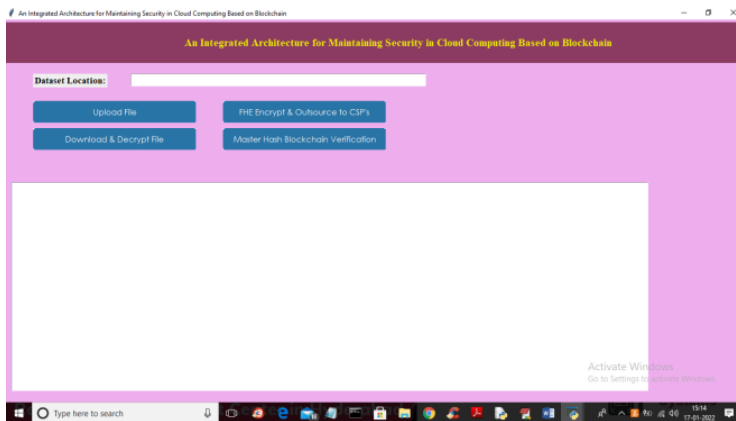 An Integrated Architecture for Maintaining Security in Cloud Computing Based on Blockchain
An Integrated Architecture for Maintaining Security in Cloud Computing Based on Blockchain
Dataset Location:
Upload File
FHE Encrypt & Outsource to CSP's
Download & Decrypt File
Master Hash Blockchain Verification
Activate Windows
Go to Settings to activate Windows.
Type here to search
15:14
17-01-2022